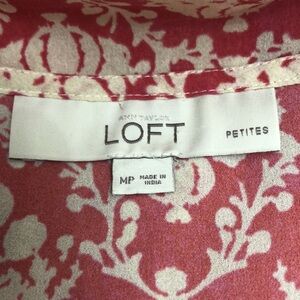 ANN TAYLOR
LOFT PETITES
MP MADE IN
INDIA